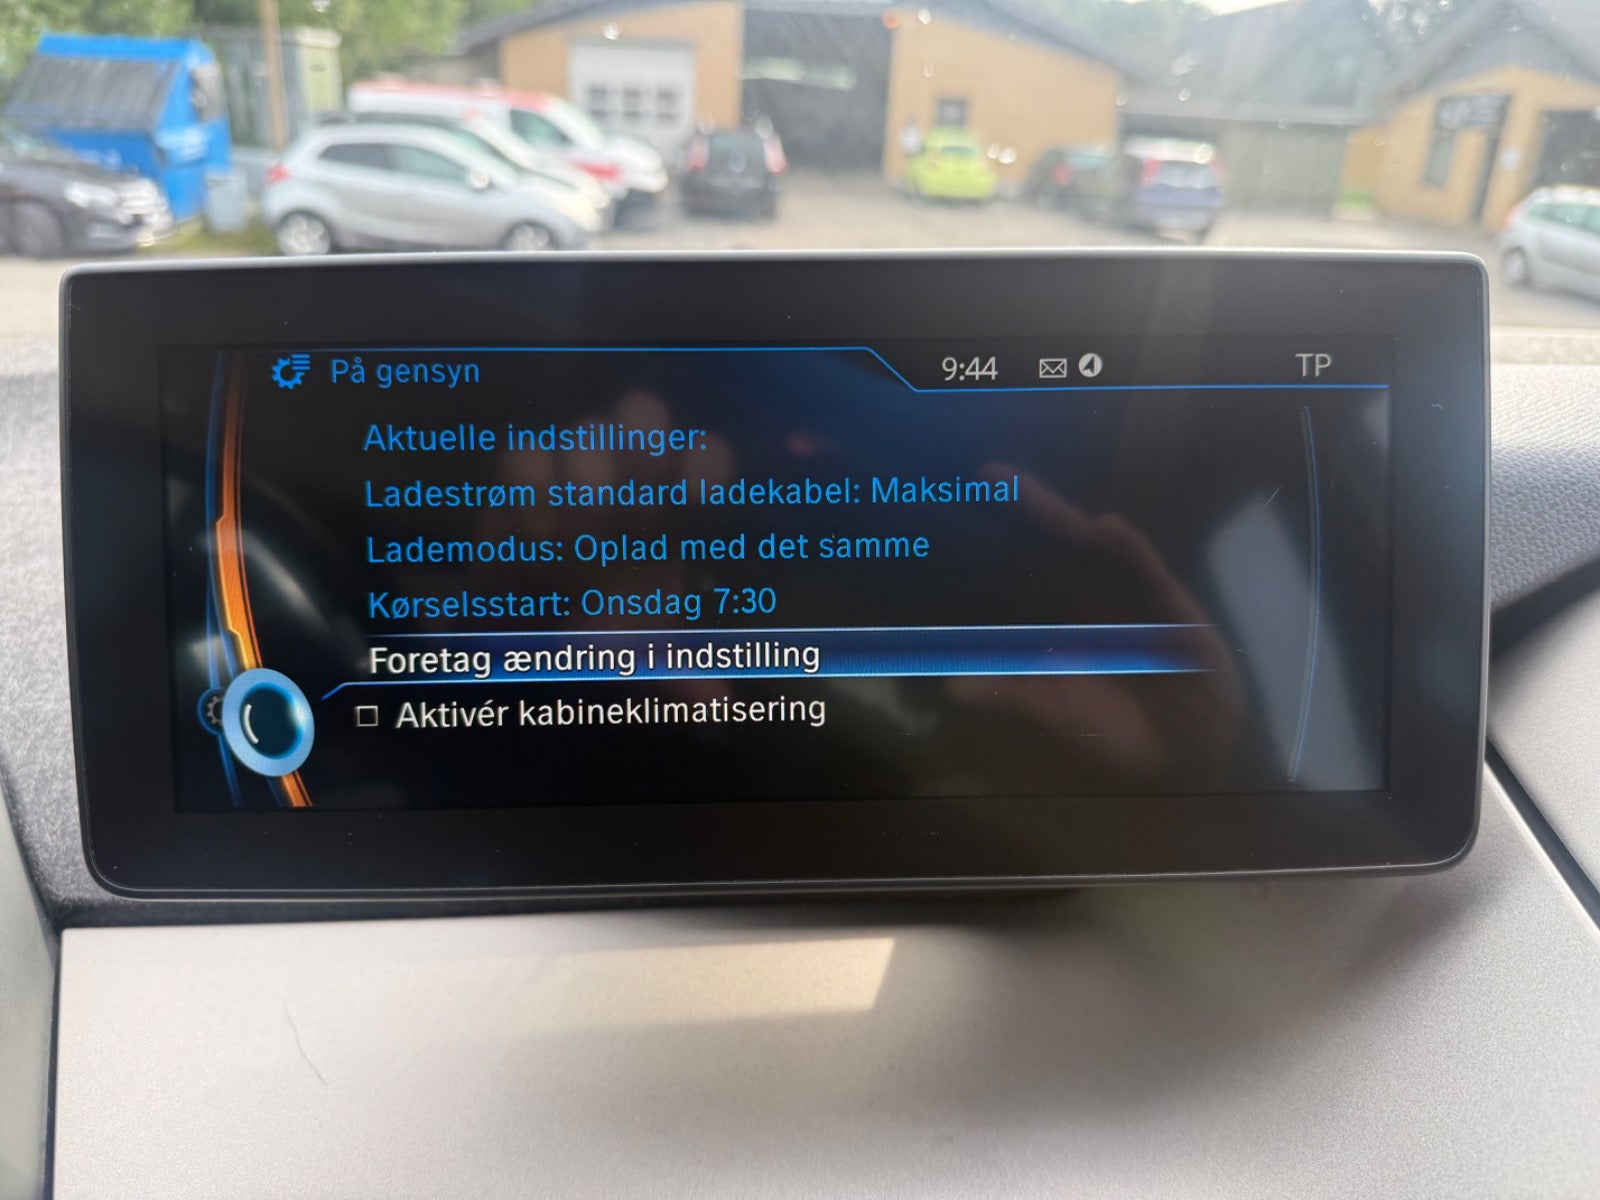 På gensyn
9:44
TP
Aktuelle indstillinger:
Ladestrøm standard ladekabel: Maksimal
Lademodus: Oplad med det samme
Kørselsstart: Onsdag 7:30
Foretag ændring i indstilling
Aktivér kabineklimatisering